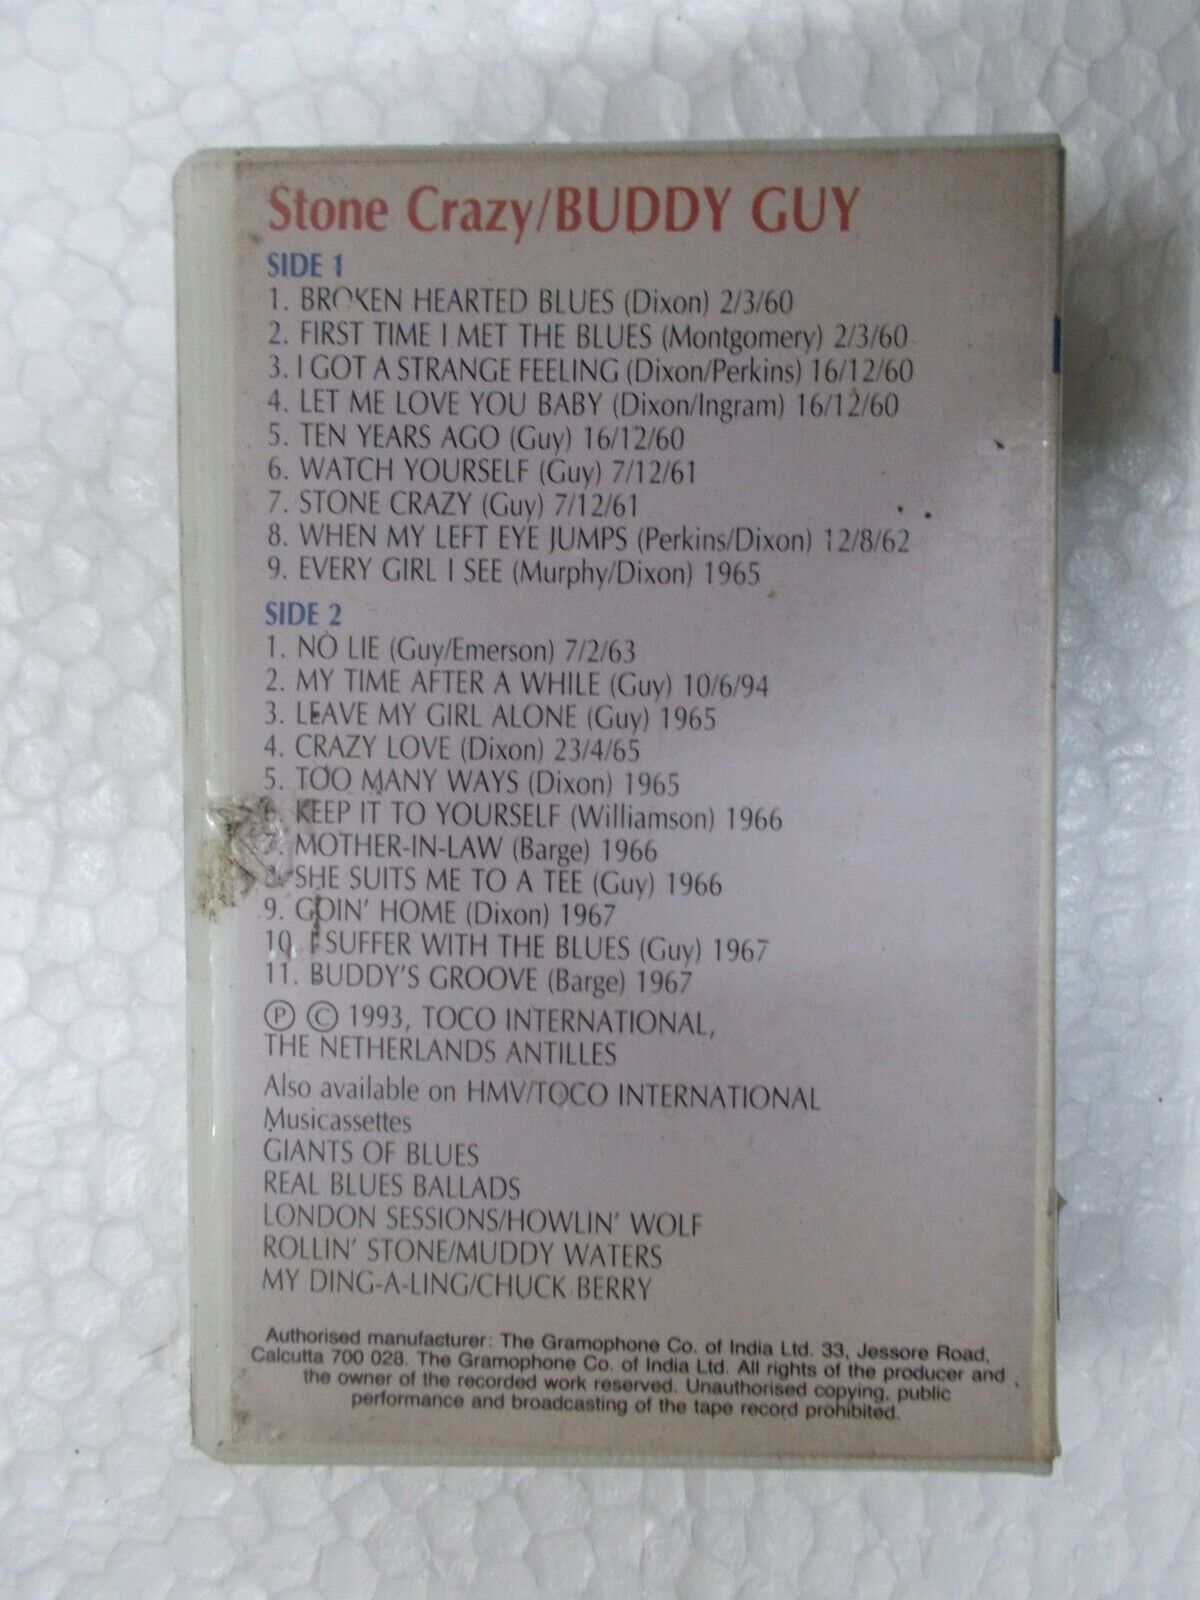 Stone Crazy/BUDDY GUY
SIDE 1
1. BROKEN HEARTED BLUES (Dixon) 2/3/60
2. FIRST TIME I MET THE BLUES (Montgomery) 2/3/60
3. I GOT A STRANGE FEELING (Dixon/Perkins) 16/12/60
4. LET ME LOVE YOU BABY (Dixon/Ingram) 16/12/60
5. TEN YEARS AGO (Guy) 16/12/60
6. WATCH YOURSELF (Guy) 7/12/61
7. STONE CRAZY (Guy) 7/12/61
8. WHEN MY LEFT EYE JUMPS (Perkins/Dixon) 12/8/62
9. EVERY GIRL I SEE (Murphy/Dixon) 1965
SIDE 2
1. NO LIE (Guy/Emerson) 7/2/63
2. MY TIME AFTER A WHILE (Guy) 10/6/94
3. LEAVE MY GIRL ALONE (Guy) 1965
4. CRAZY LOVE (Dixon) 23/4/65
5. TOO MANY WAYS (Dixon) 1965
6. KEEP IT TO YOURSELF (Williamson) 1966
7. MOTHER-IN-LAW (Barge) 1966
8. SHE SUITS ME TO A TEE (Guy) 1966
9. GOIN' HOME (Dixon) 1967
10. I SUFFER WITH THE BLUES (Guy) 1967
11. BUDDY'S GROOVE (Barge) 1967
Ⓟ © 1993, TOCO INTERNATIONAL,
THE NETHERLANDS ANTILLES
Also available on HMV/TOCO INTERNATIONAL
Musicassettes
GIANTS OF BLUES
REAL BLUES BALLADS
LONDON SESSIONS/HOWLIN' WOLF
ROLLIN' STONE/MUDDY WATERS
MY DING-A-LING/CHUCK BERRY
Authorised manufacturer: The Gramophone Co. of India Ltd. 33, Jessore Road,
Calcutta 700 028. The Gramophone Co. of India Ltd. All rights of the producer and
the owner of the recorded work reserved. Unauthorised copying, public
performance and broadcasting of the tape record prohibited.